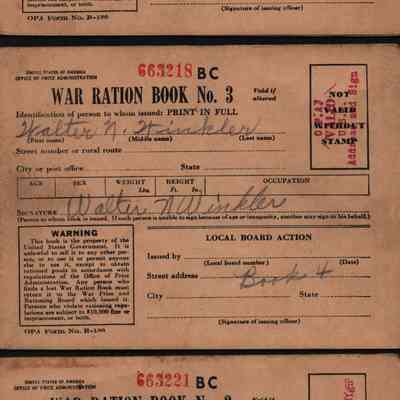 imprisonment, or both.
OPA Form No. R-130
(Signature of issuing officer)
UNITED STATES OF AMERICA
OFFICE OF PRICE ADMINISTRATION
663218 BC
WAR RATION BOOK No. 3
Void if altered
NOT VALID WITHOUT STAMP
Identification of person to whom issued: PRINT IN FULL
Walter N. Winkler
(First name) (Middle name) (Last name)
Street number or rural route
City or post office State
AGE SEX WEIGHT HEIGHT OCCUPATION
Lbs. Ft. In.
SIGNATURE Walter N Winkler
(Person to whom book is issued. If such person is unable to sign because of age or incapacity, another may sign in his behalf.)
WARNING
This book is the property of the
United States Government. It is
unlawful to sell it to any other per-
son, or to use it or permit anyone
else to use it, except to obtain
rationed goods in accordance with
regulations of the Office of Price
Administration. Any person who
finds a lost War Ration Book must
return it to the War Price and
Rationing Board which issued it.
Persons who violate rationing regu-
lations are subject to $10,000 fine or
imprisonment, or both.
OPA Form No. R-130
LOCAL BOARD ACTION
Issued by
(Local board number) (Date)
Street address Book 4
City State
(Signature of issuing officer)
UNITED STATES OF AMERICA
OFFICE OF PRICE ADMINISTRATION
663221 BC
WAR RATION BOOK No. 3
Void if